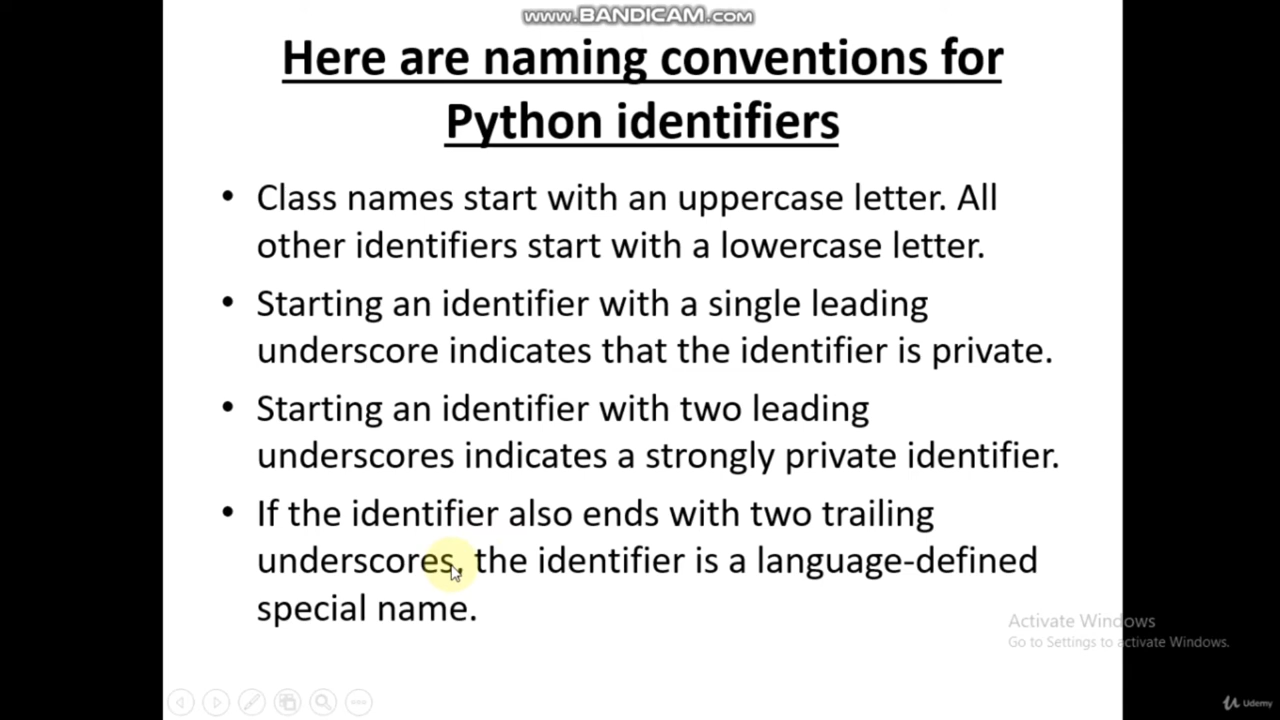 www.BANDICAM.com
Here are naming conventions for
Python identifiers
• Class names start with an uppercase letter. All
other identifiers start with a lowercase letter.
• Starting an identifier with a single leading
underscore indicates that the identifier is private.
• Starting an identifier with two leading
underscores indicates a strongly private identifier.
• If the identifier also ends with two trailing
underscores, the identifier is a language-defined
special name.
Activate Windows
Go to Settings to activate Windows.
Udemy